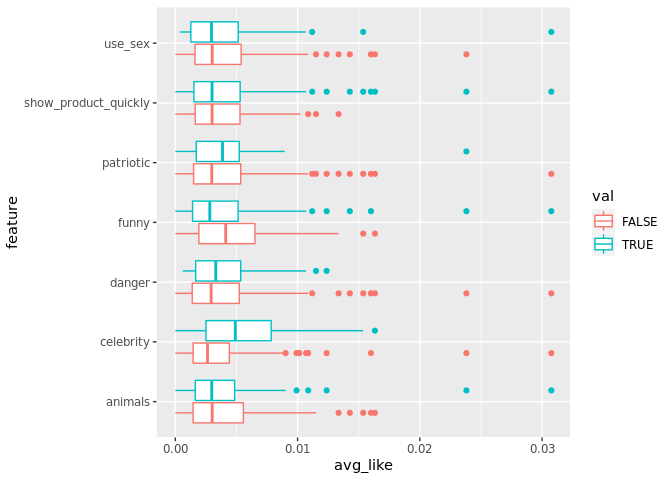 use_sex
show_product_quickly
patriotic
funny
danger
celebrity
animals
feature
0.00 0.01 0.02 0.03
avg_like
val
FALSE
TRUE